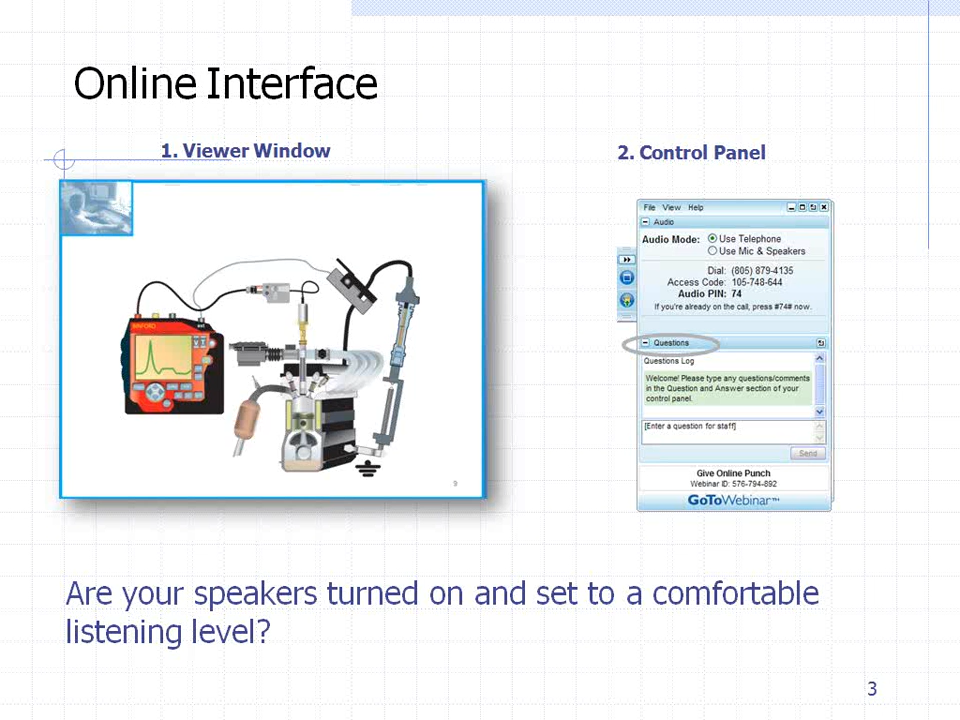 Online Interface
1. Viewer Window
2. Control Panel
9
File View Help
Audio
Audio Mode: Use Telephone
Use Mic & Speakers
Dial: (805) 879-4135
Access Code: 105-748-644
Audio PIN: 74
If you're already on the call, press #74# now.
Questions
Questions Log
Welcome! Please type any questions/comments
in the Question and Answer section of your
control panel.
[Enter a question for staff]
Send
Give Online Punch
Webinar ID: 576-794-892
GoToWebinar™
Are your speakers turned on and set to a comfortable
listening level?
3